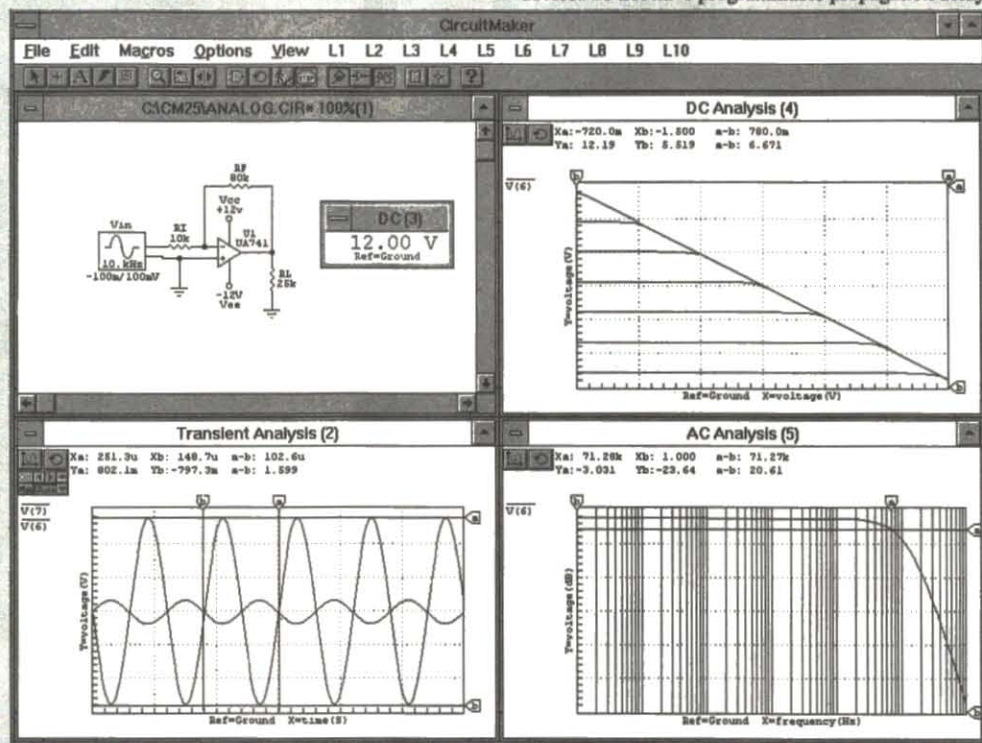 programmable propagation delay
CircuitMaker
File Edit Macros Options View L1 L2 L3 L4 L5 L6 L7 L8 L9 L10
C:\CM25\ANALOG.CIR# 100%(1)
RF
80k
Vcc
+12v
Vin
RI
10k
U1
UA741
10.kHz
-100m/100mV
-12V
Vee
RL
25k
DC (3)
12.00 V
Ref=Ground
DC Analysis (4)
Xa:-720.0m Xb:-1.500 a-b: 780.0m
Ya: 12.19 Yb: 5.519 a-b: 6.671
V(6)
b
a
a
b
Y=voltage(V)
Ref=Ground X=voltage(V)
Transient Analysis (2)
Xa: 251.3u Xb: 148.7u a-b: 102.6u
Ya: 802.1m Yb:-797.3m a-b: 1.599
V(7)
V(6)
b
a
a
b
Y=voltage(V)
Ref=Ground X=time(S)
AC Analysis (5)
Xa: 71.28k Xb: 1.000 a-b: 71.27k
Ya:-3.031 Yb:-23.64 a-b: 20.61
V(6)
b
a
a
b
Y=voltage(dB)
Ref=Ground X=frequency(Hz)